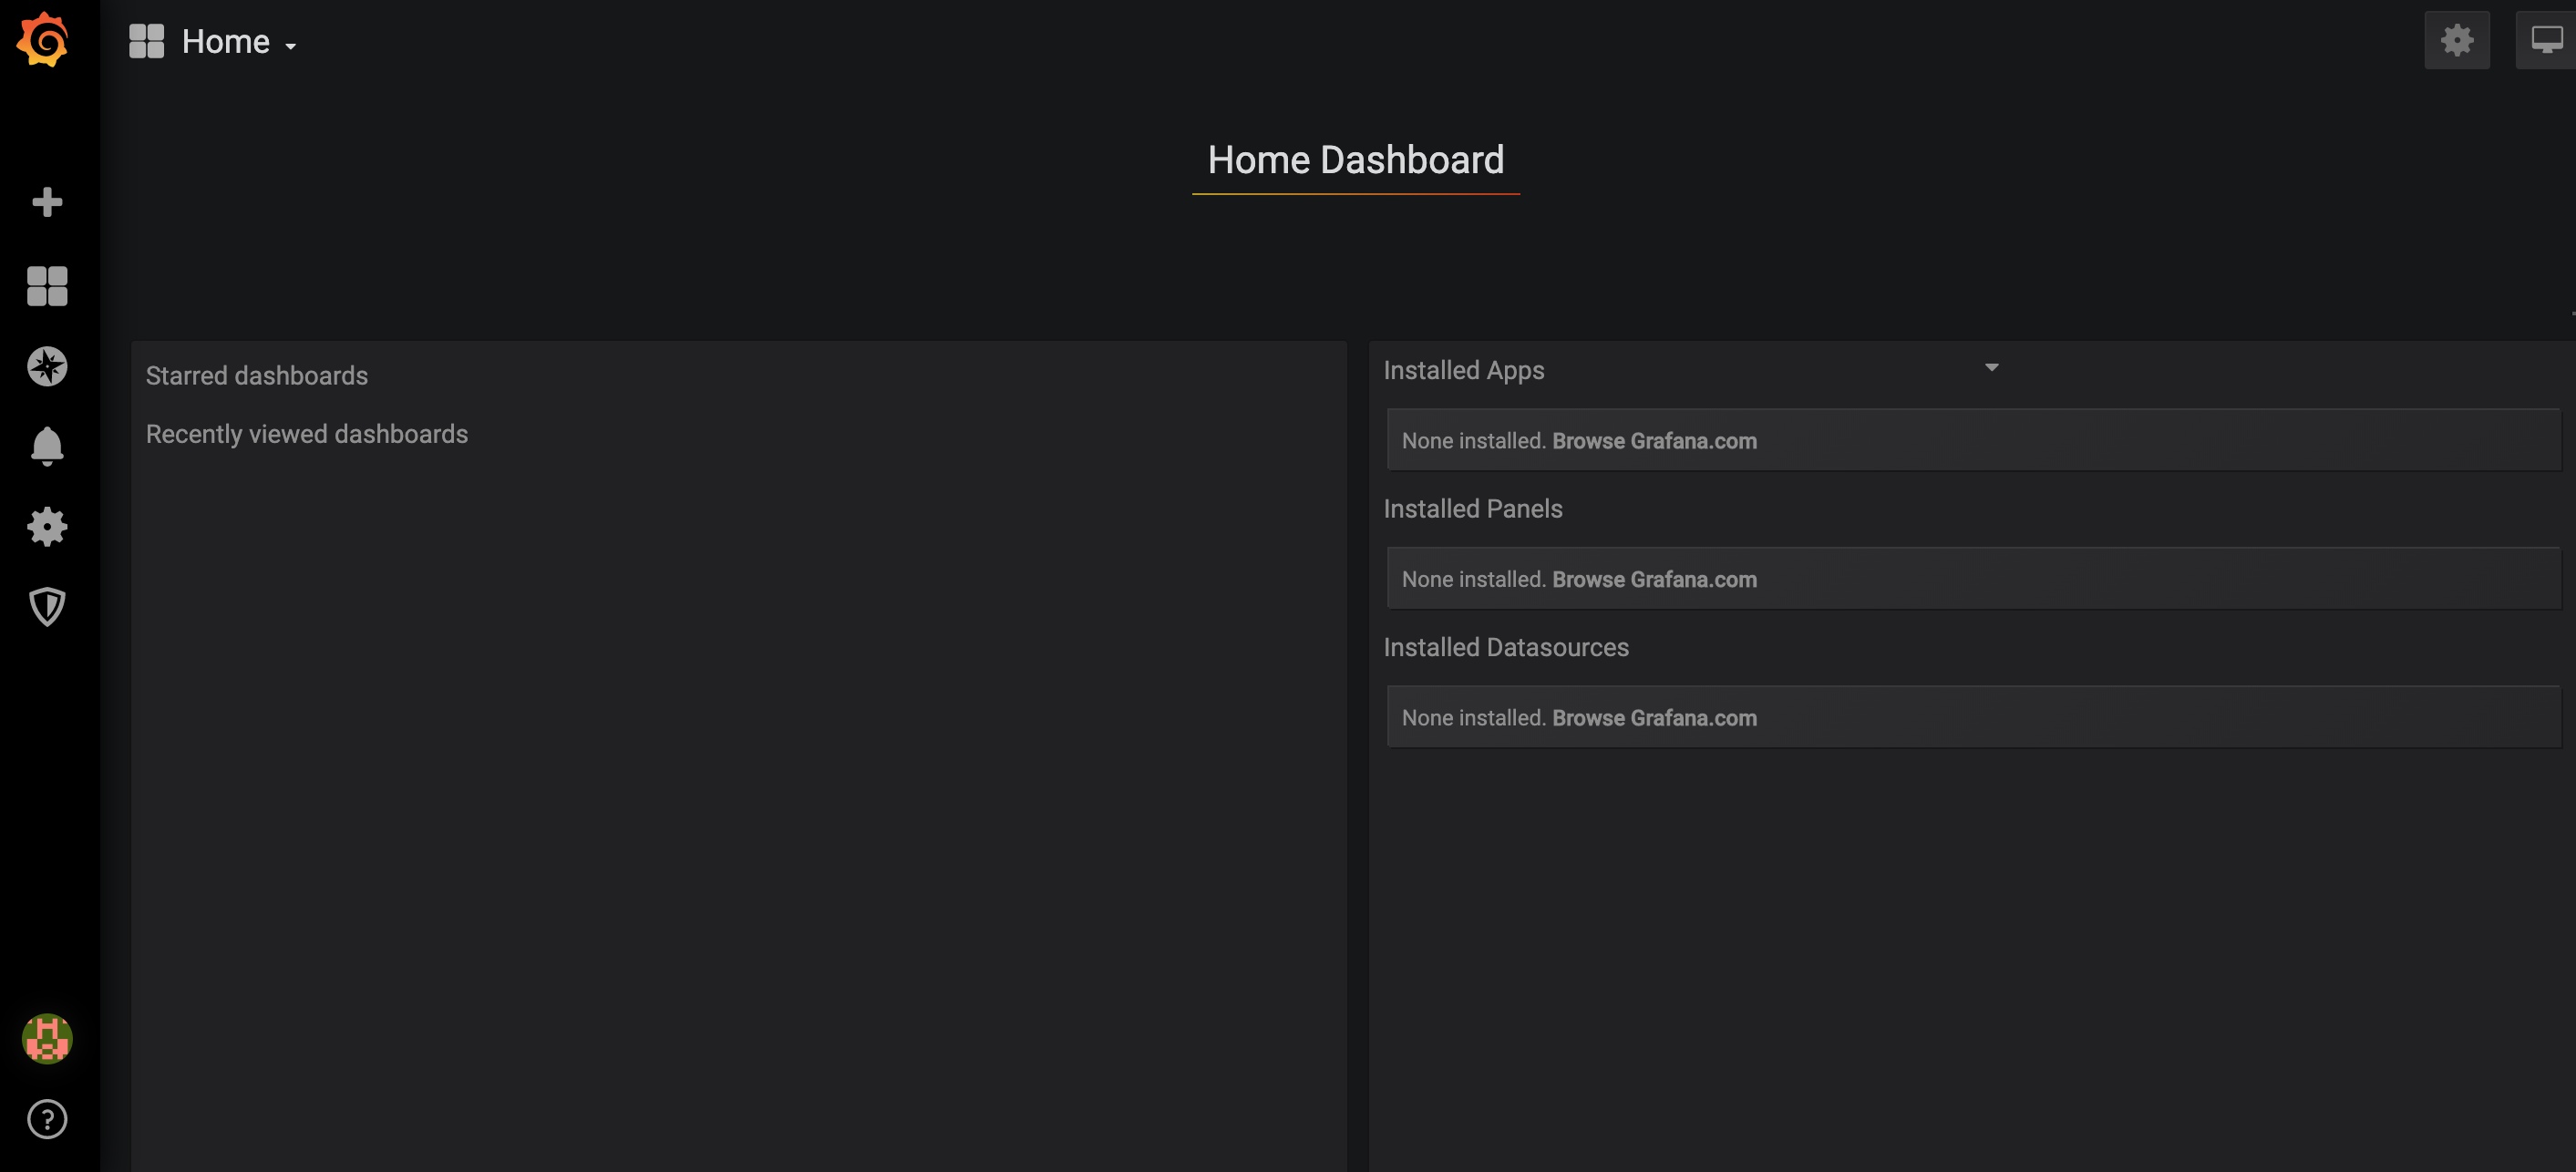 Home
Home Dashboard
Starred dashboards
Recently viewed dashboards
Installed Apps
None installed. Browse Grafana.com
Installed Panels
None installed. Browse Grafana.com
Installed Datasources
None installed. Browse Grafana.com